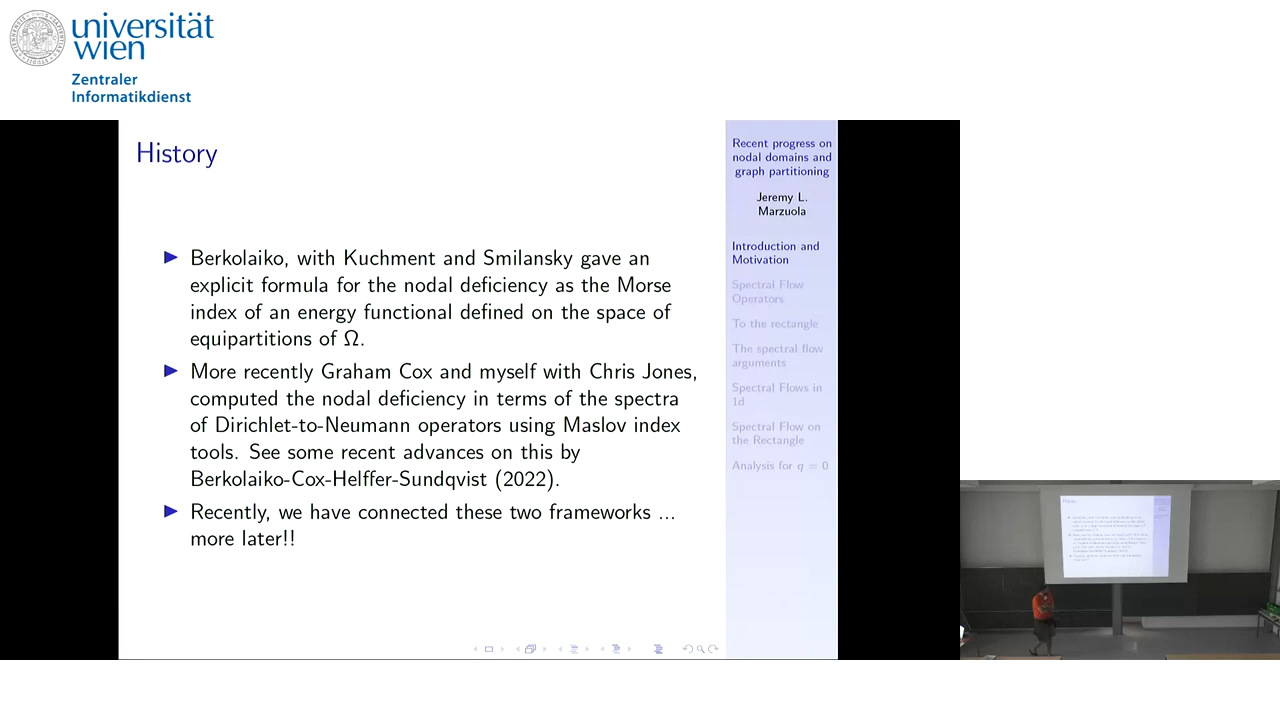 universität
wien
Zentraler
Informatikdienst
History
Berkolaiko, with Kuchment and Smilansky gave an
explicit formula for the nodal deficiency as the Morse
index of an energy functional defined on the space of
equipartitions of Ω.
More recently Graham Cox and myself with Chris Jones,
computed the nodal deficiency in terms of the spectra
of Dirichlet-to-Neumann operators using Maslov index
tools. See some recent advances on this by
Berkolaiko-Cox-Helffer-Sundqvist (2022).
Recently, we have connected these two frameworks ...
more later!!
Recent progress on
nodal domains and
graph partitioning
Jeremy L.
Marzuola
Introduction and
Motivation
Spectral Flow
Operators
To the rectangle
The spectral flow
arguments
Spectral Flows in
1d
Spectral Flow on
the Rectangle
Analysis for q = 0